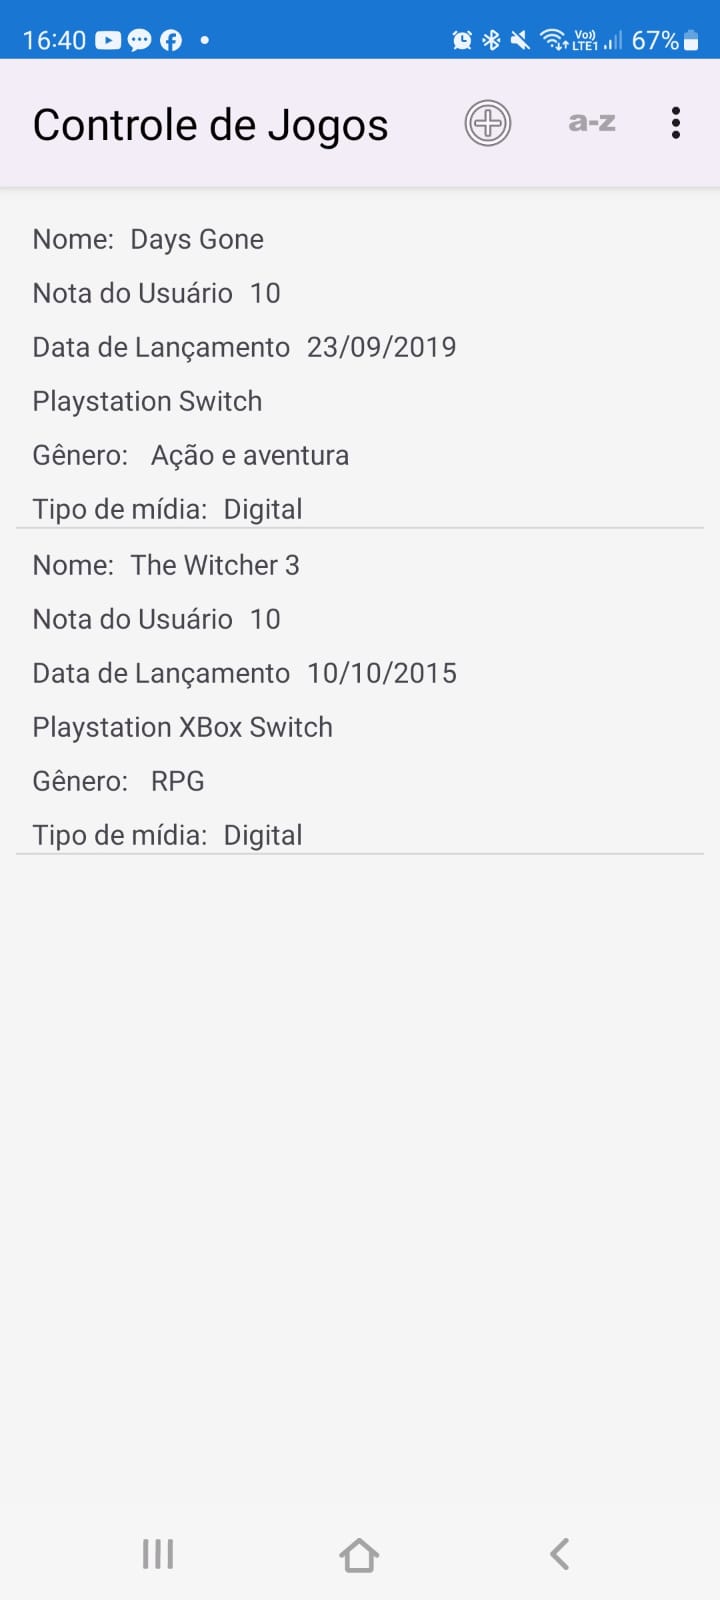 16:40 Vo)) LTE1 67%
Controle de Jogos a-z
Nome: Days Gone
Nota do Usuário 10
Data de Lançamento 23/09/2019
Playstation Switch
Gênero: Ação e aventura
Tipo de mídia: Digital
Nome: The Witcher 3
Nota do Usuário 10
Data de Lançamento 10/10/2015
Playstation XBox Switch
Gênero: RPG
Tipo de mídia: Digital